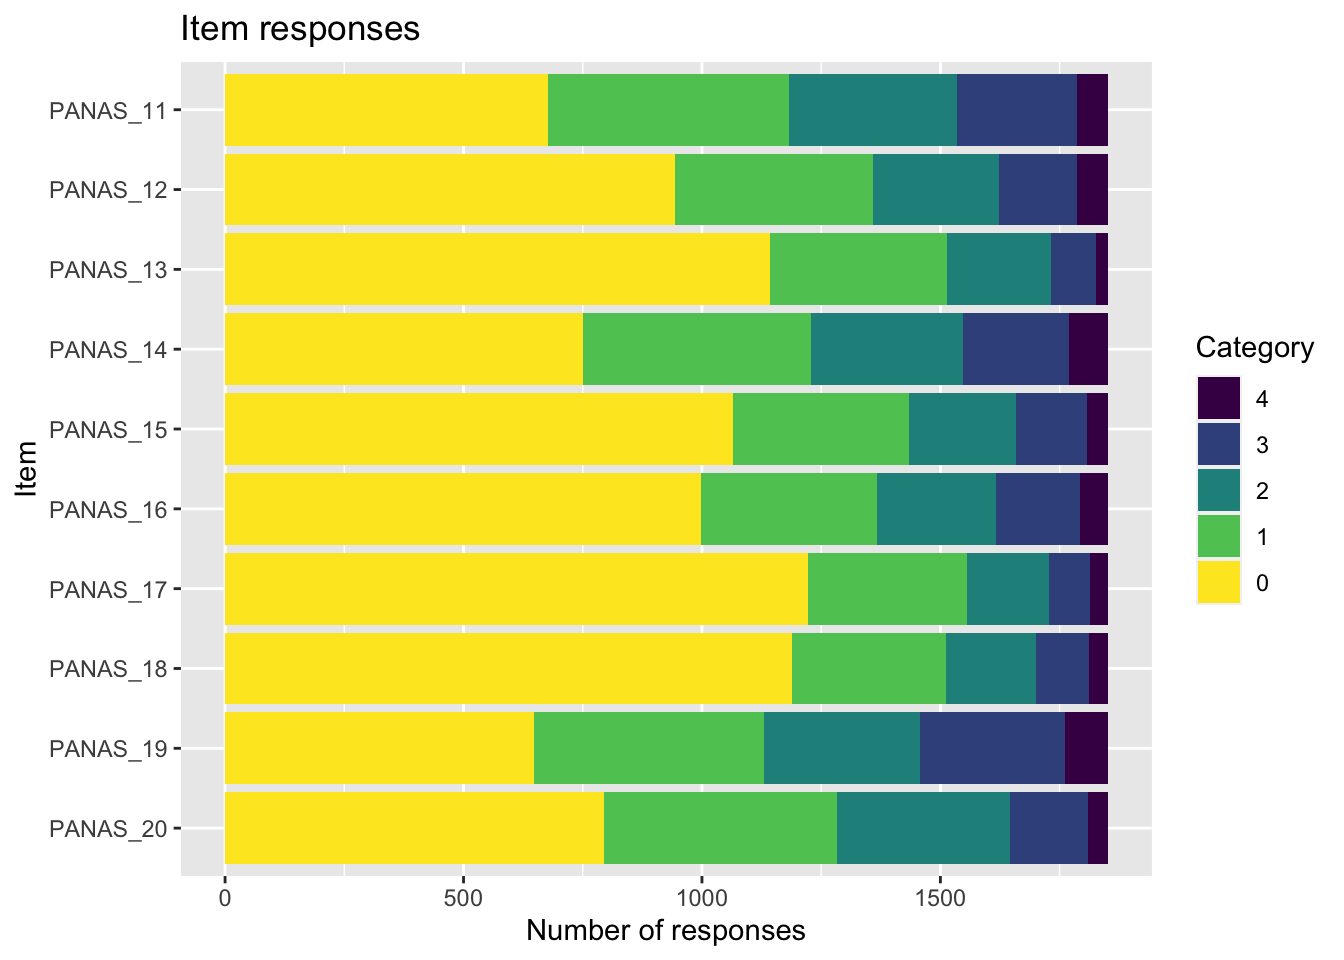 Item responses
PANAS_11
PANAS_12
PANAS_13
PANAS_14
PANAS_15
PANAS_16
PANAS_17
PANAS_18
PANAS_19
PANAS_20
Item
0 500 1000 1500
Number of responses
Category
4
3
2
1
0